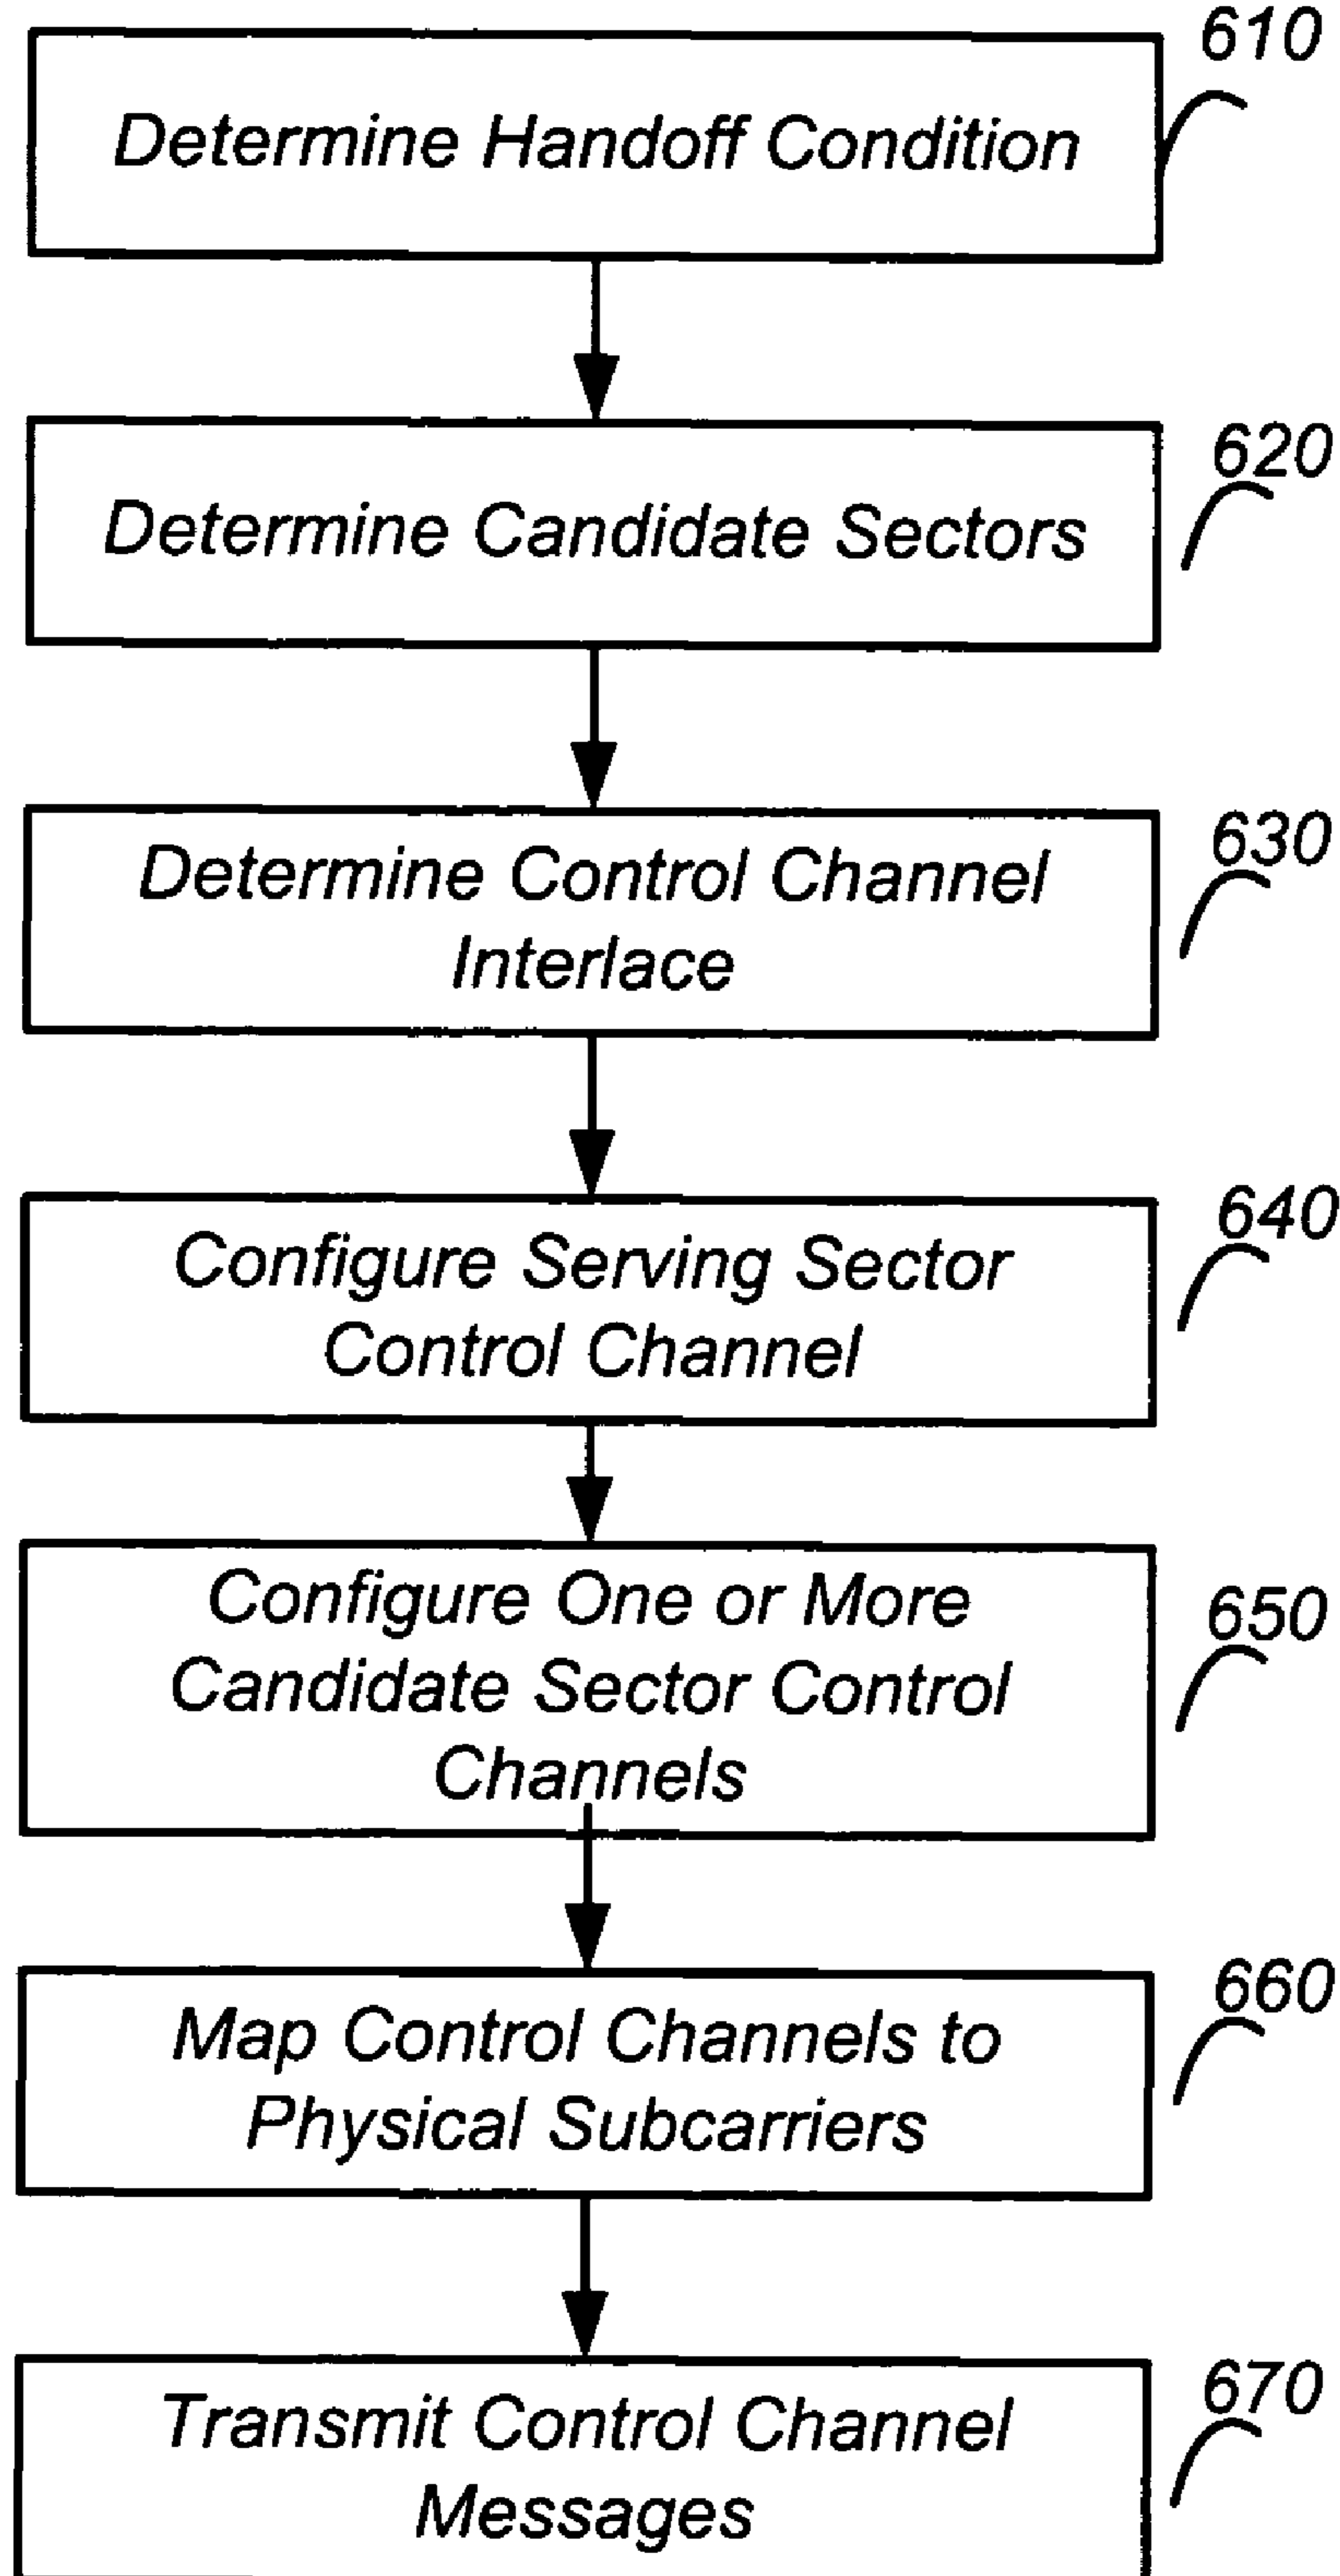 610
Determine Handoff Condition
620
Determine Candidate Sectors
630
Determine Control Channel
Interlace
640
Configure Serving Sector
Control Channel
650
Configure One or More
Candidate Sector Control
Channels
660
Map Control Channels to
Physical Subcarriers
670
Transmit Control Channel
Messages